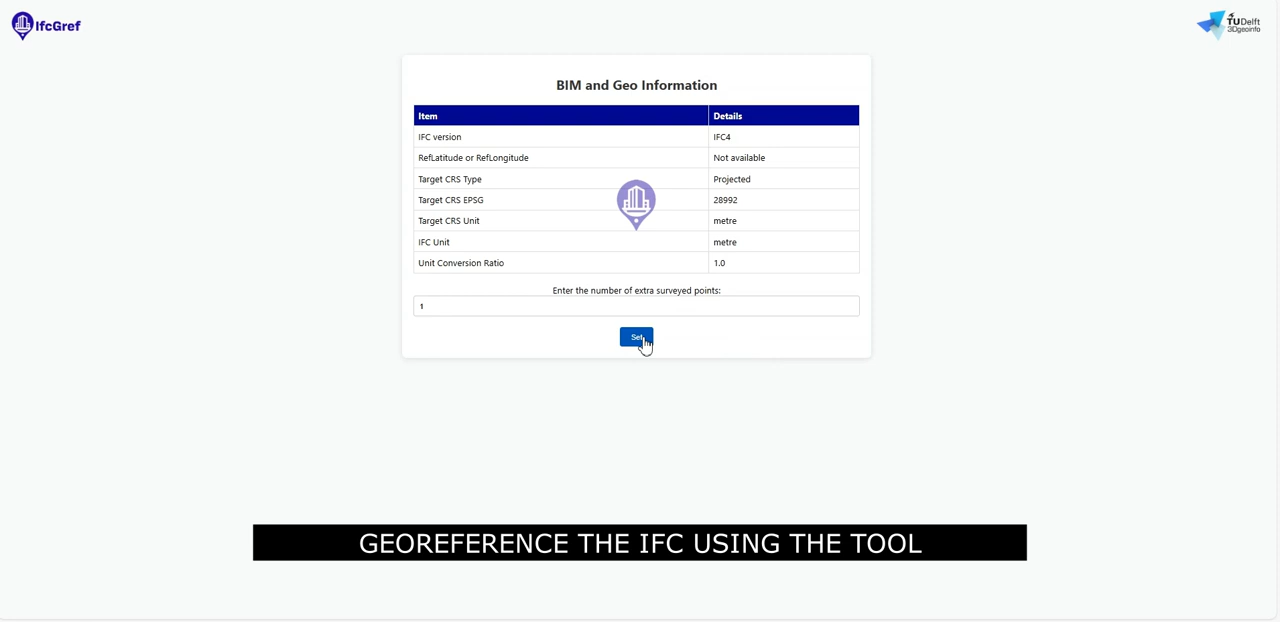 IfcGref
TUDelft
3Dgeoinfo
BIM and Geo Information
Item Details
IFC version IFC4
RefLatitude or RefLongitude Not available
Target CRS Type Projected
Target CRS EPSG 28992
Target CRS Unit metre
IFC Unit metre
Unit Conversion Ratio 1.0
Enter the number of extra surveyed points:
1
Set
GEOREFERENCE THE IFC USING THE TOOL